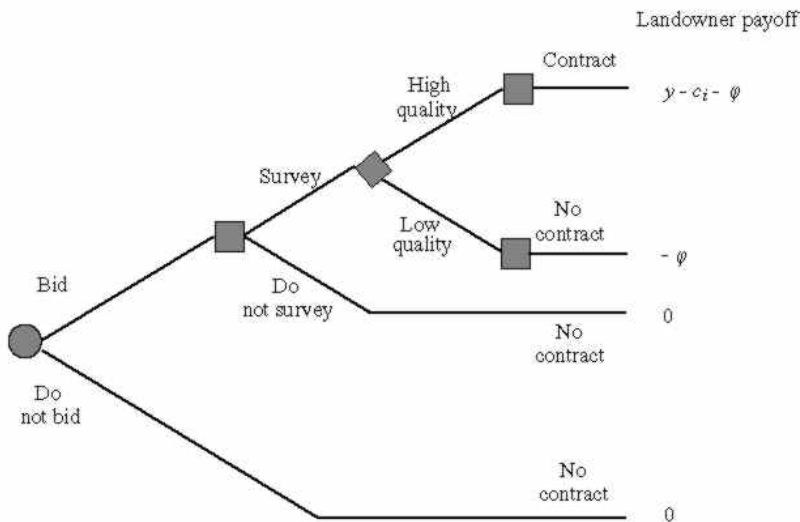 Landowner payoff
Contract
y - c_i - φ
High
quality
Survey
Low
quality
No
contract
- φ
Bid
Do
not survey
0
No
contract
Do
not bid
No
contract
0